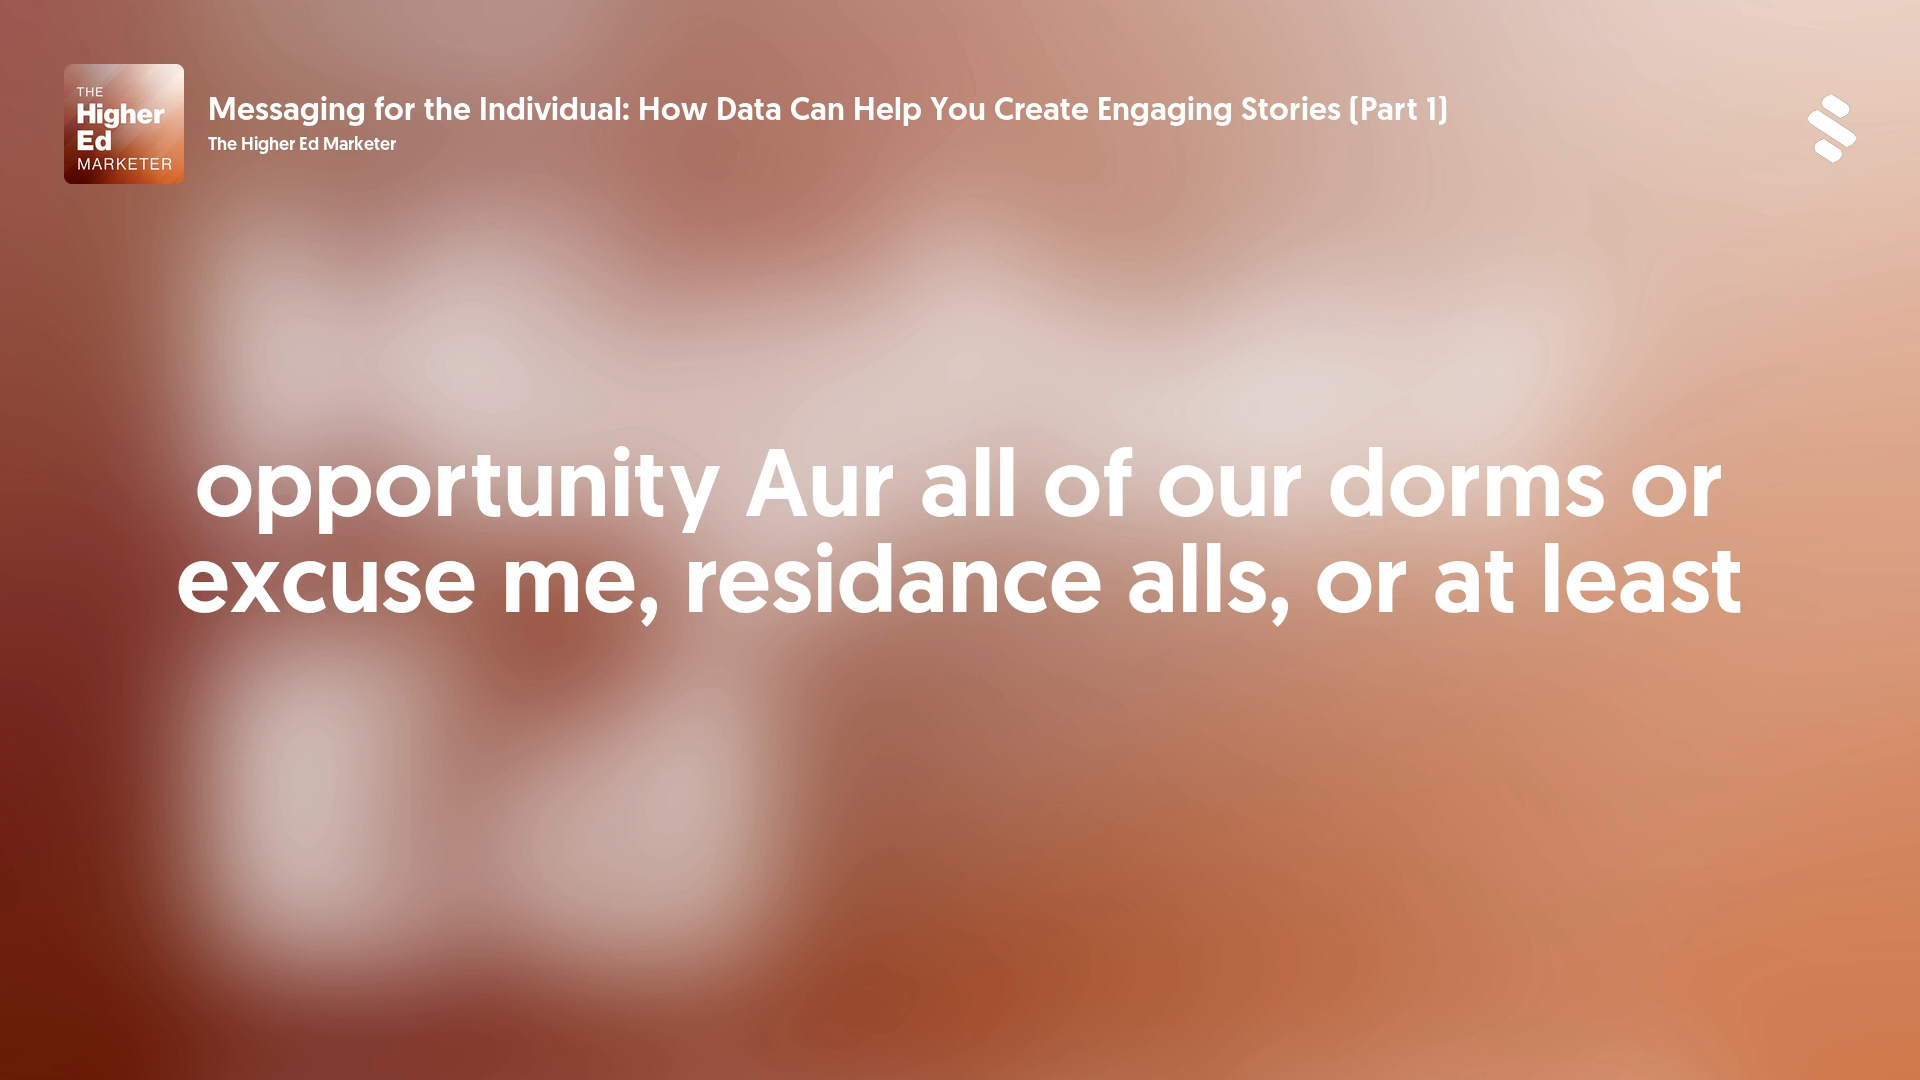 THE
Higher
Ed
MARKETER
Messaging for the Individual: How Data Can Help You Create Engaging Stories (Part 1)
The Higher Ed Marketer
opportunity Aur all of our dorms or
excuse me, residance alls, or at least